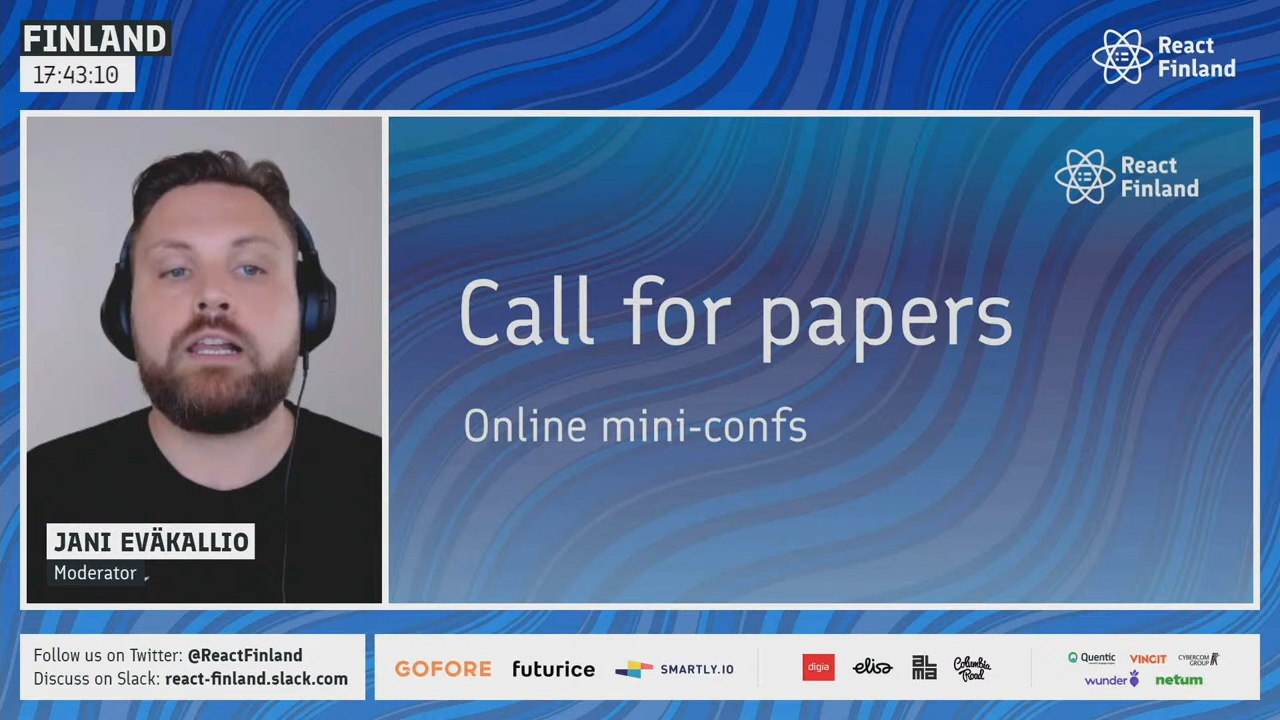 FINLAND
17:43:10
React
Finland
React
Finland
Call for papers
Online mini-confs
JANI EVÄKALLIO
Moderator
Follow us on Twitter: @ReactFinland
Discuss on Slack: react-finland.slack.com
GOFORE
futurice
SMARTLY.IO
digia
elisa
ALMA
Columbia
Road
Quentic
VINCIT
CYBERCOM
GROUP
wunder
netum